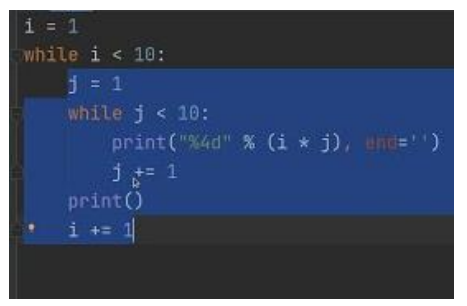 i = 1
while i < 10:
    j = 1
    while j < 10:
        print("%4d" % (i * j), end='')
        j += 1
    print()
    i += 1